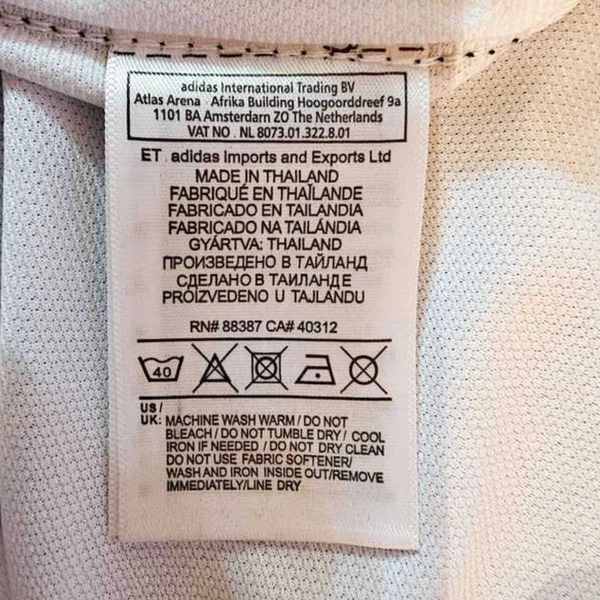 adidas International Trading BV
Atlas Arena Afrika Building Hoogoorddreef 9a
1101 BA Amsterdarn ZO The Netherlands
VAT NO . NL 8073.01.322.8.01
ET . adidas Imports and Exports Ltd
MADE IN THAILAND
FABRIQUÉ EN THAÏLANDE
FABRICADO EN TAILANDIA
FABRICADO NA TAILÁNDIA
GYÁRTVA: THAILAND
ПРОИЗВЕДЕНО В ТАЙЛАНД
СДЕЛАНО В ТАИЛАНДЕ
PROIZVEDENO U TAJLANDU
RN# 88387 CA# 40312
40
US /
UK: MACHINE WASH WARM / DO NOT
BLEACH / DO NOT TUMBLE DRY / COOL
IRON IF NEEDED / DO NOT DRY CLEAN
DO NOT USE FABRIC SOFTENER/
WASH AND IRON INSIDE OUT/REMOVE
IMMEDIATELY/LINE DRY